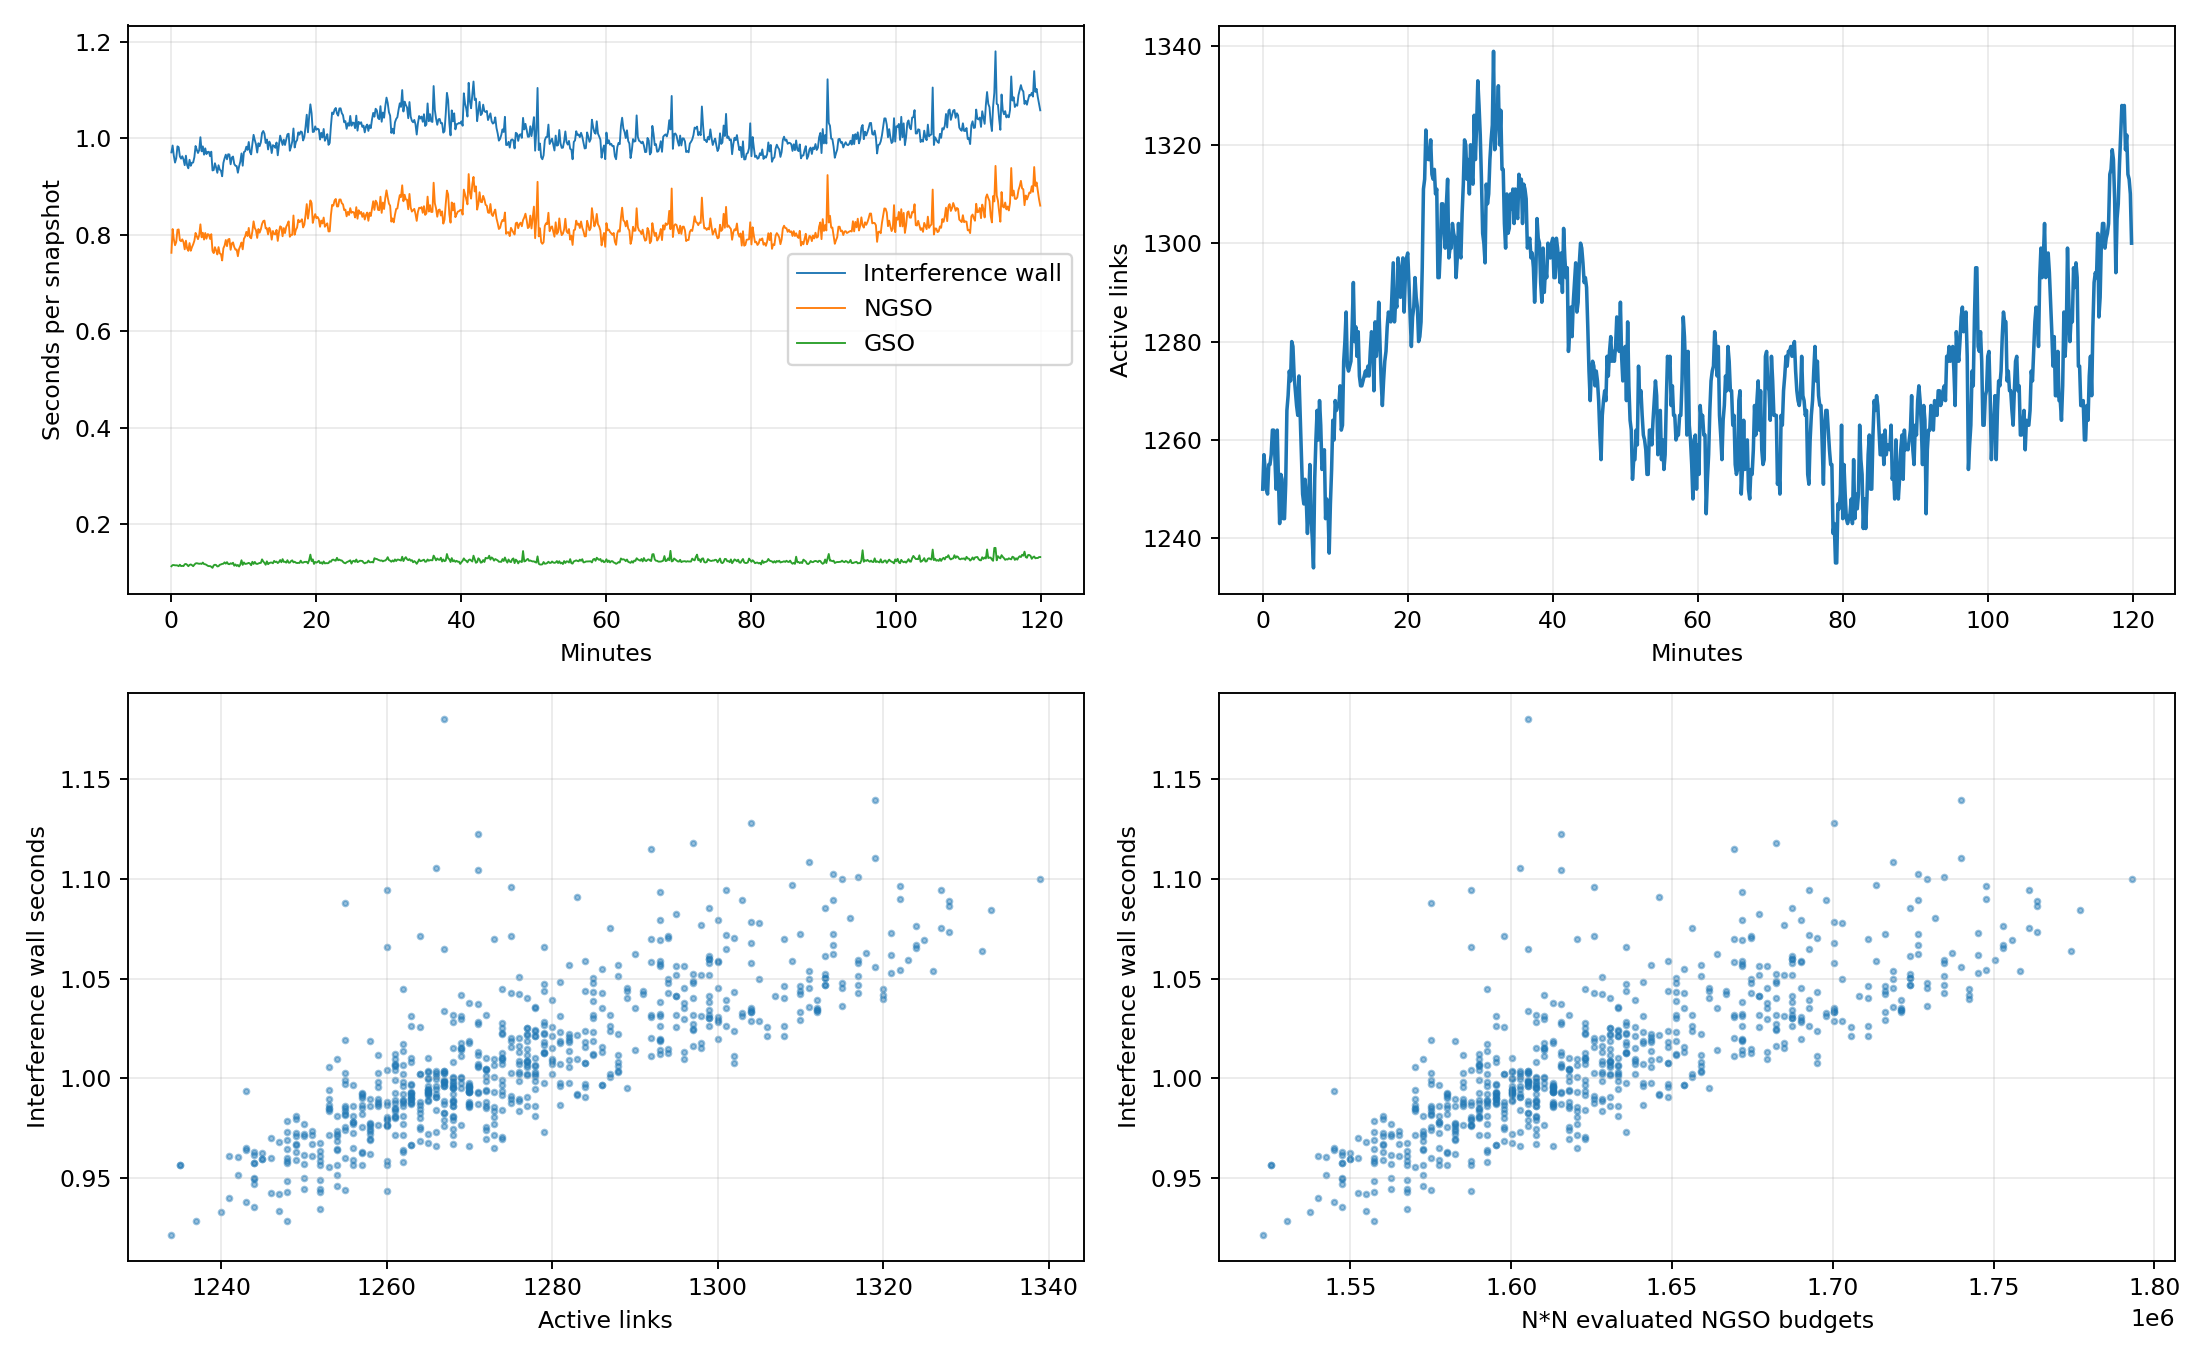 Seconds per snapshot
1.2
1.0
0.8
0.6
0.4
0.2
Interference wall
NGSO
GSO
0 20 40 60 80 100 120
Minutes
Active links
1340
1320
1300
1280
1260
1240
0 20 40 60 80 100 120
Minutes
Interference wall seconds
1.15
1.10
1.05
1.00
0.95
1240 1260 1280 1300 1320 1340
Active links
Interference wall seconds
1.15
1.10
1.05
1.00
0.95
1.55 1.60 1.65 1.70 1.75 1.80
1e6
N*N evaluated NGSO budgets